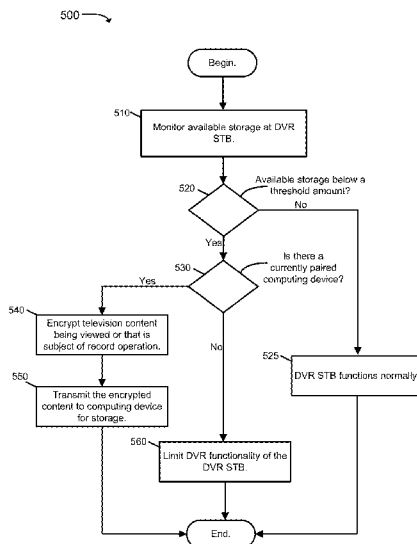 500
Begin.
510
Monitor available storage at DVR
STB.
520
Available storage below a
threshold amount?
No
Yes
530
Is there a
currently paired
computing device?
Yes
540
Encrypt television content
being viewed or that is
subject of record operation.
No
525
DVR STB functions normally.
550
Transmit the encrypted
content to computing device
for storage.
560
Limit DVR functionality of the
DVR STB.
End.